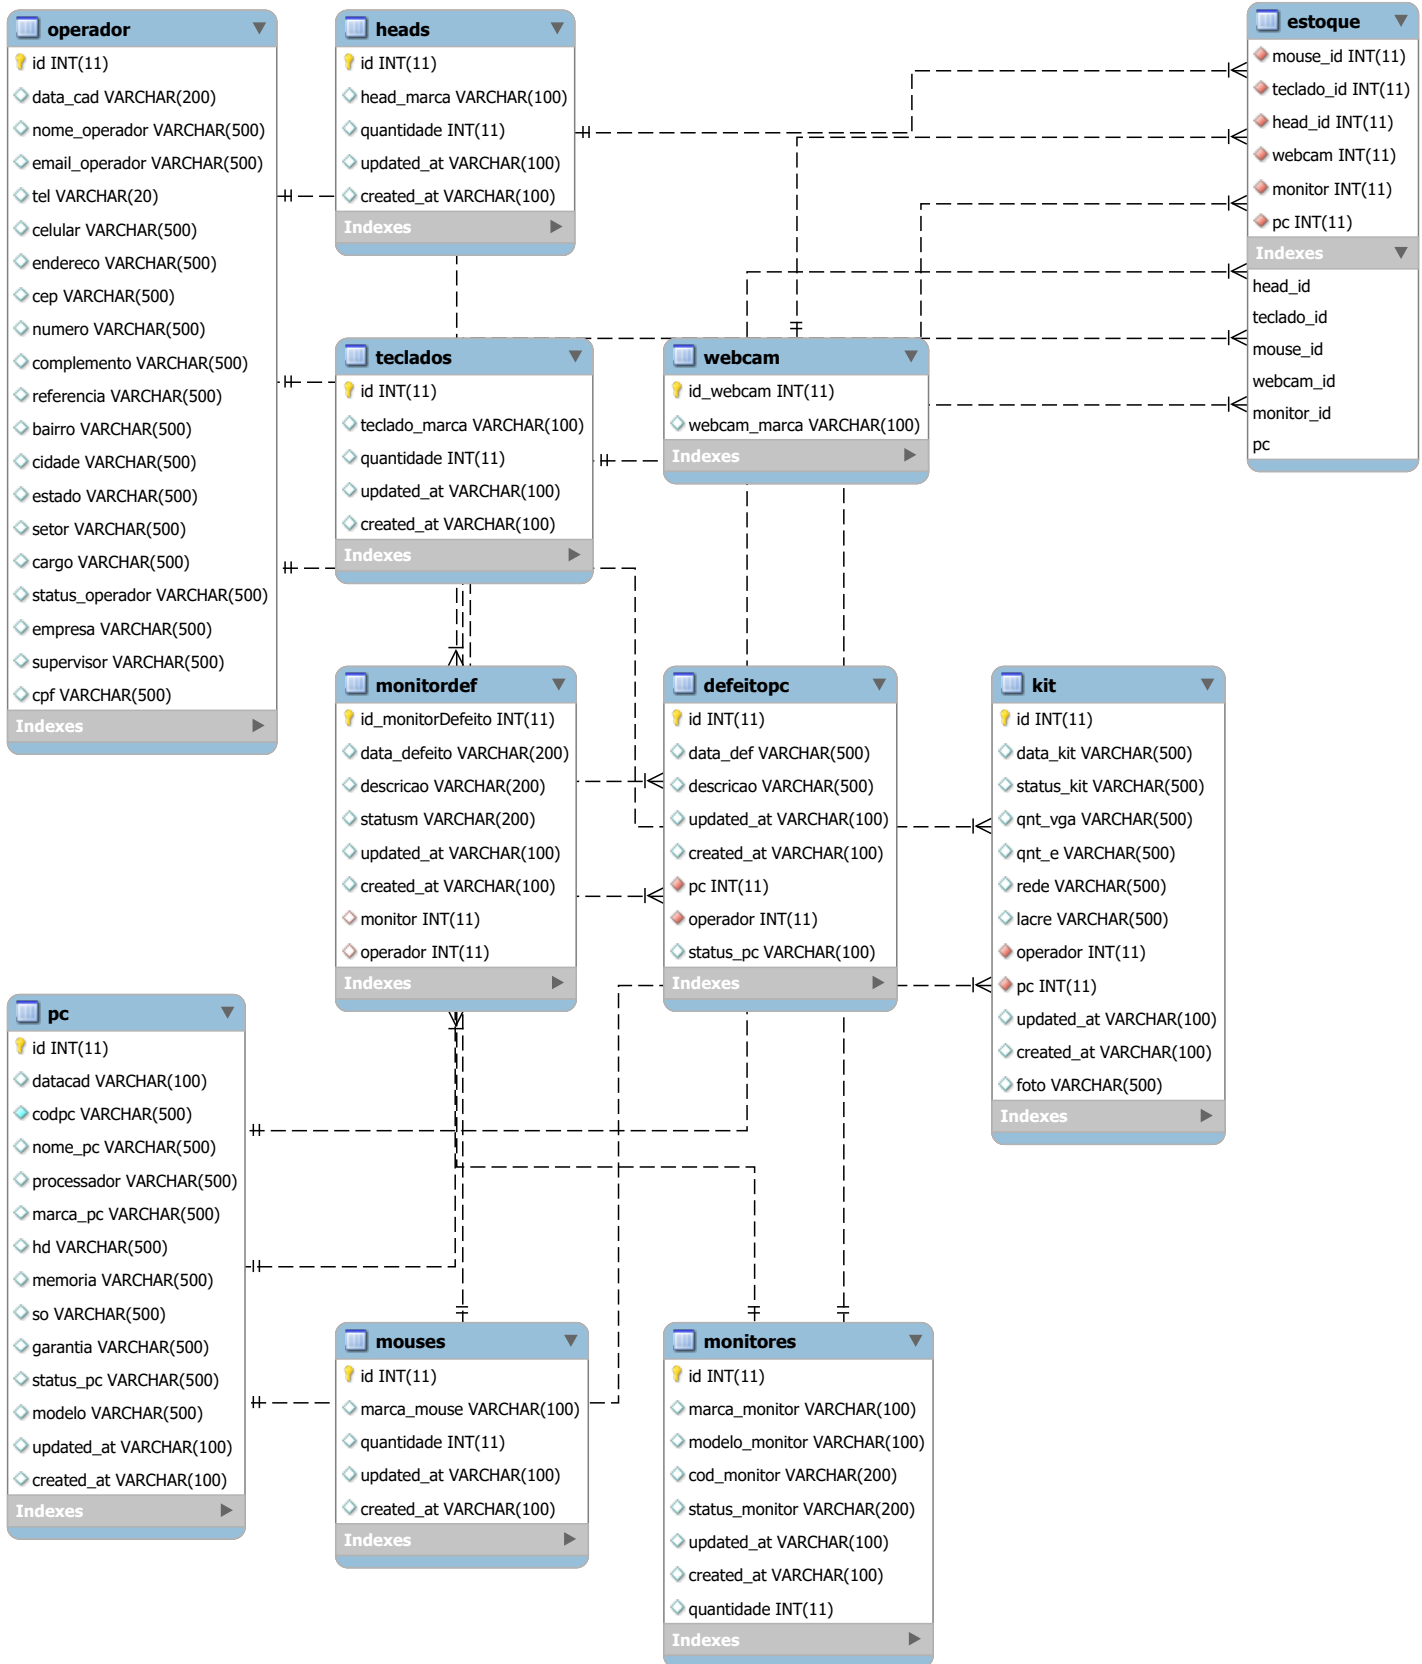 operador
id INT(11)
data_cad VARCHAR(200)
nome_operador VARCHAR(500)
email_operador VARCHAR(500)
tel VARCHAR(20)
celular VARCHAR(500)
endereco VARCHAR(500)
cep VARCHAR(500)
numero VARCHAR(500)
complemento VARCHAR(500)
referencia VARCHAR(500)
bairro VARCHAR(500)
cidade VARCHAR(500)
estado VARCHAR(500)
setor VARCHAR(500)
cargo VARCHAR(500)
status_operador VARCHAR(500)
empresa VARCHAR(500)
supervisor VARCHAR(500)
cpf VARCHAR(500)
Indexes
heads
id INT(11)
head_marca VARCHAR(100)
quantidade INT(11)
updated_at VARCHAR(100)
created_at VARCHAR(100)
Indexes
estoque
mouse_id INT(11)
teclado_id INT(11)
head_id INT(11)
webcam INT(11)
monitor INT(11)
pc INT(11)
Indexes
head_id
teclado_id
mouse_id
webcam_id
monitor_id
pc
teclados
id INT(11)
teclado_marca VARCHAR(100)
quantidade INT(11)
updated_at VARCHAR(100)
created_at VARCHAR(100)
Indexes
webcam
id_webcam INT(11)
webcam_marca VARCHAR(100)
Indexes
monitordef
id_monitorDefeito INT(11)
data_defeito VARCHAR(200)
descricao VARCHAR(200)
statusm VARCHAR(200)
updated_at VARCHAR(100)
created_at VARCHAR(100)
monitor INT(11)
operador INT(11)
Indexes
defeitopc
id INT(11)
data_def VARCHAR(500)
descricao VARCHAR(500)
updated_at VARCHAR(100)
created_at VARCHAR(100)
pc INT(11)
operador INT(11)
status_pc VARCHAR(100)
Indexes
kit
id INT(11)
data_kit VARCHAR(500)
status_kit VARCHAR(500)
qnt_vga VARCHAR(500)
qnt_e VARCHAR(500)
rede VARCHAR(500)
lacre VARCHAR(500)
operador INT(11)
pc INT(11)
updated_at VARCHAR(100)
created_at VARCHAR(100)
foto VARCHAR(500)
Indexes
pc
id INT(11)
datacad VARCHAR(100)
codpc VARCHAR(500)
nome_pc VARCHAR(500)
processador VARCHAR(500)
marca_pc VARCHAR(500)
hd VARCHAR(500)
memoria VARCHAR(500)
so VARCHAR(500)
garantia VARCHAR(500)
status_pc VARCHAR(500)
modelo VARCHAR(500)
updated_at VARCHAR(100)
created_at VARCHAR(100)
Indexes
mouses
id INT(11)
marca_mouse VARCHAR(100)
quantidade INT(11)
updated_at VARCHAR(100)
created_at VARCHAR(100)
Indexes
monitores
id INT(11)
marca_monitor VARCHAR(100)
modelo_monitor VARCHAR(100)
cod_monitor VARCHAR(200)
status_monitor VARCHAR(200)
updated_at VARCHAR(100)
created_at VARCHAR(100)
quantidade INT(11)
Indexes